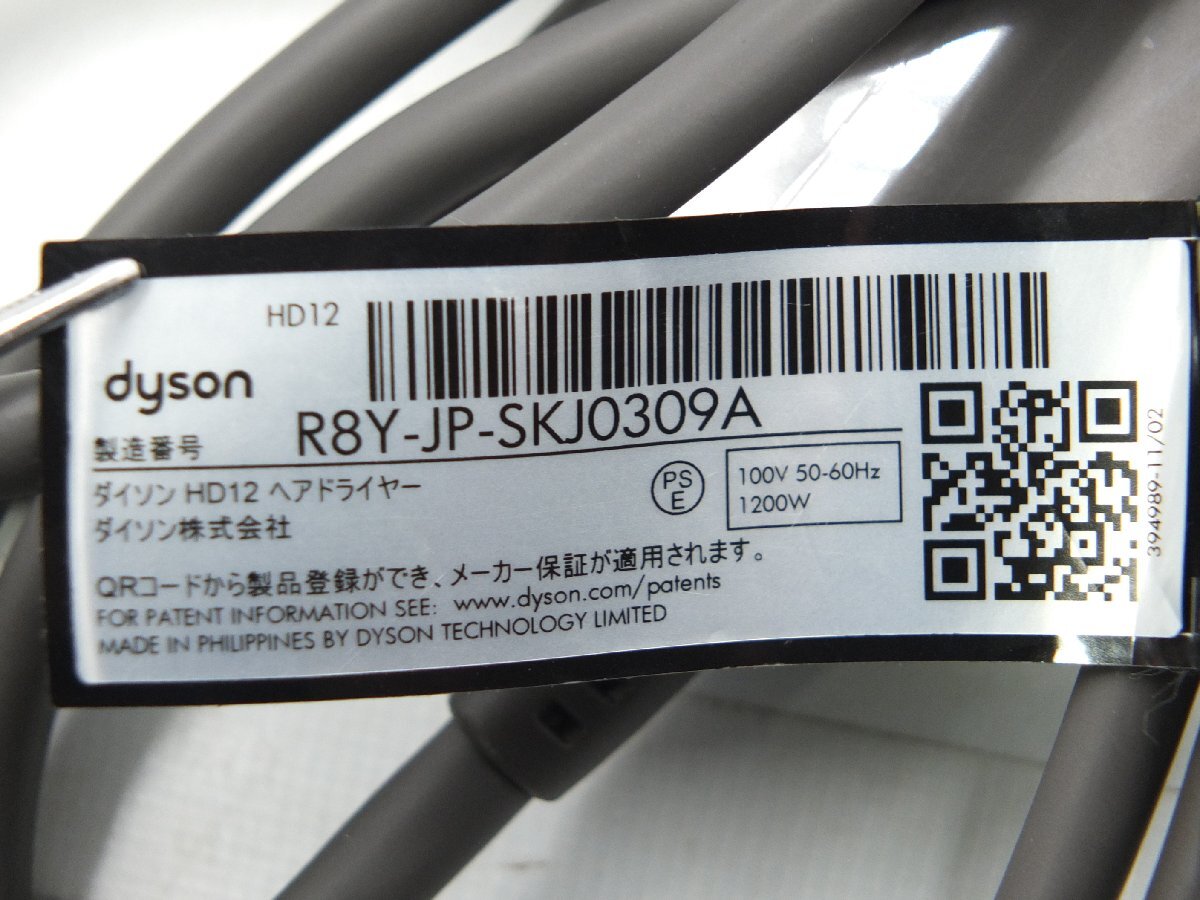 HD12
dyson
製造番号 R8Y-JP-SKJ0309A
ダイソン HD12 ヘアドライヤー
ダイソン株式会社
PS
E
100V 50-60Hz
1200W
QRコードから製品登録ができ、メーカー保証が適用されます。
FOR PATENT INFORMATION SEE: www.dyson.com/patents
MADE IN PHILIPPINES BY DYSON TECHNOLOGY LIMITED
394989-11/02